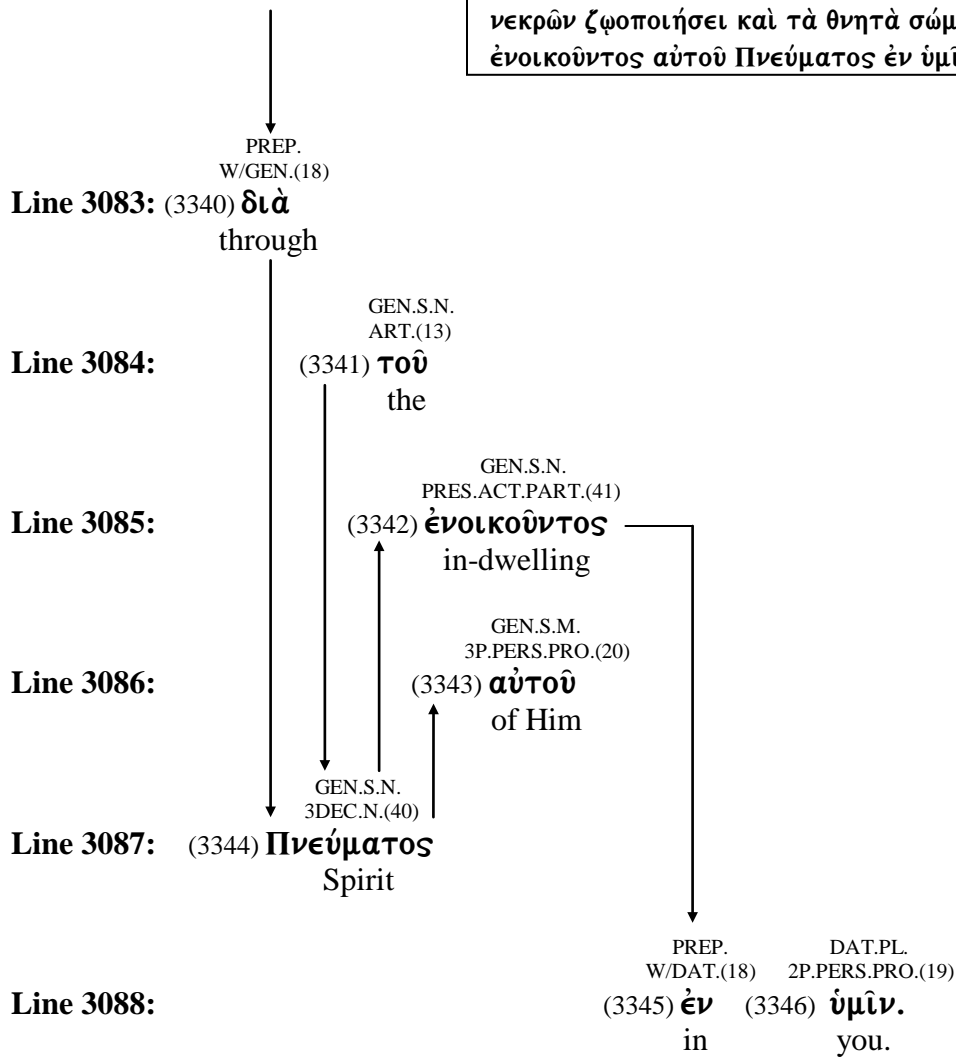 νεκρῶν ζῳοποιήσει καὶ τὰ θνητὰ
ἐνοικοῦντος αὐτοῦ Πνεύματος ἐν
PREP.
W/GEN.(18)
Line 3083: (3340) διὰ
through
GEN.S.N.
ART.(13)
Line 3084: (3341) τοῦ
the
GEN.S.N.
PRES.ACT.PART.(41)
Line 3085: (3342) ἐνοικοῦντος
in-dwelling
GEN.S.M.
3P.PERS.PRO.(20)
Line 3086: (3343) αὐτοῦ
of Him
GEN.S.N.
3DEC.N.(40)
Line 3087: (3344) Πνεύματος
Spirit
PREP. DAT.PL.
W/DAT.(18) 2P.PERS.PRO.(19)
Line 3088: (3345) ἐν (3346) ὑμῖν.
in you.